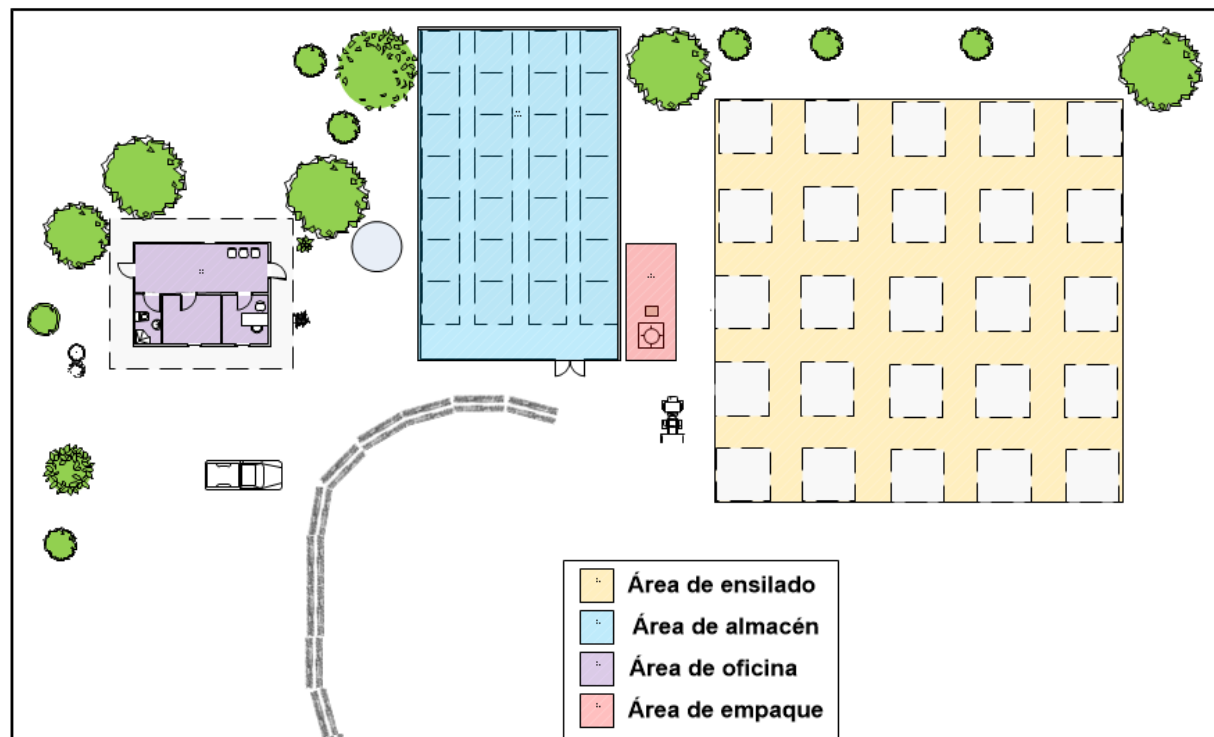 Área de ensilado
Área de almacén
Área de oficina
Área de empaque